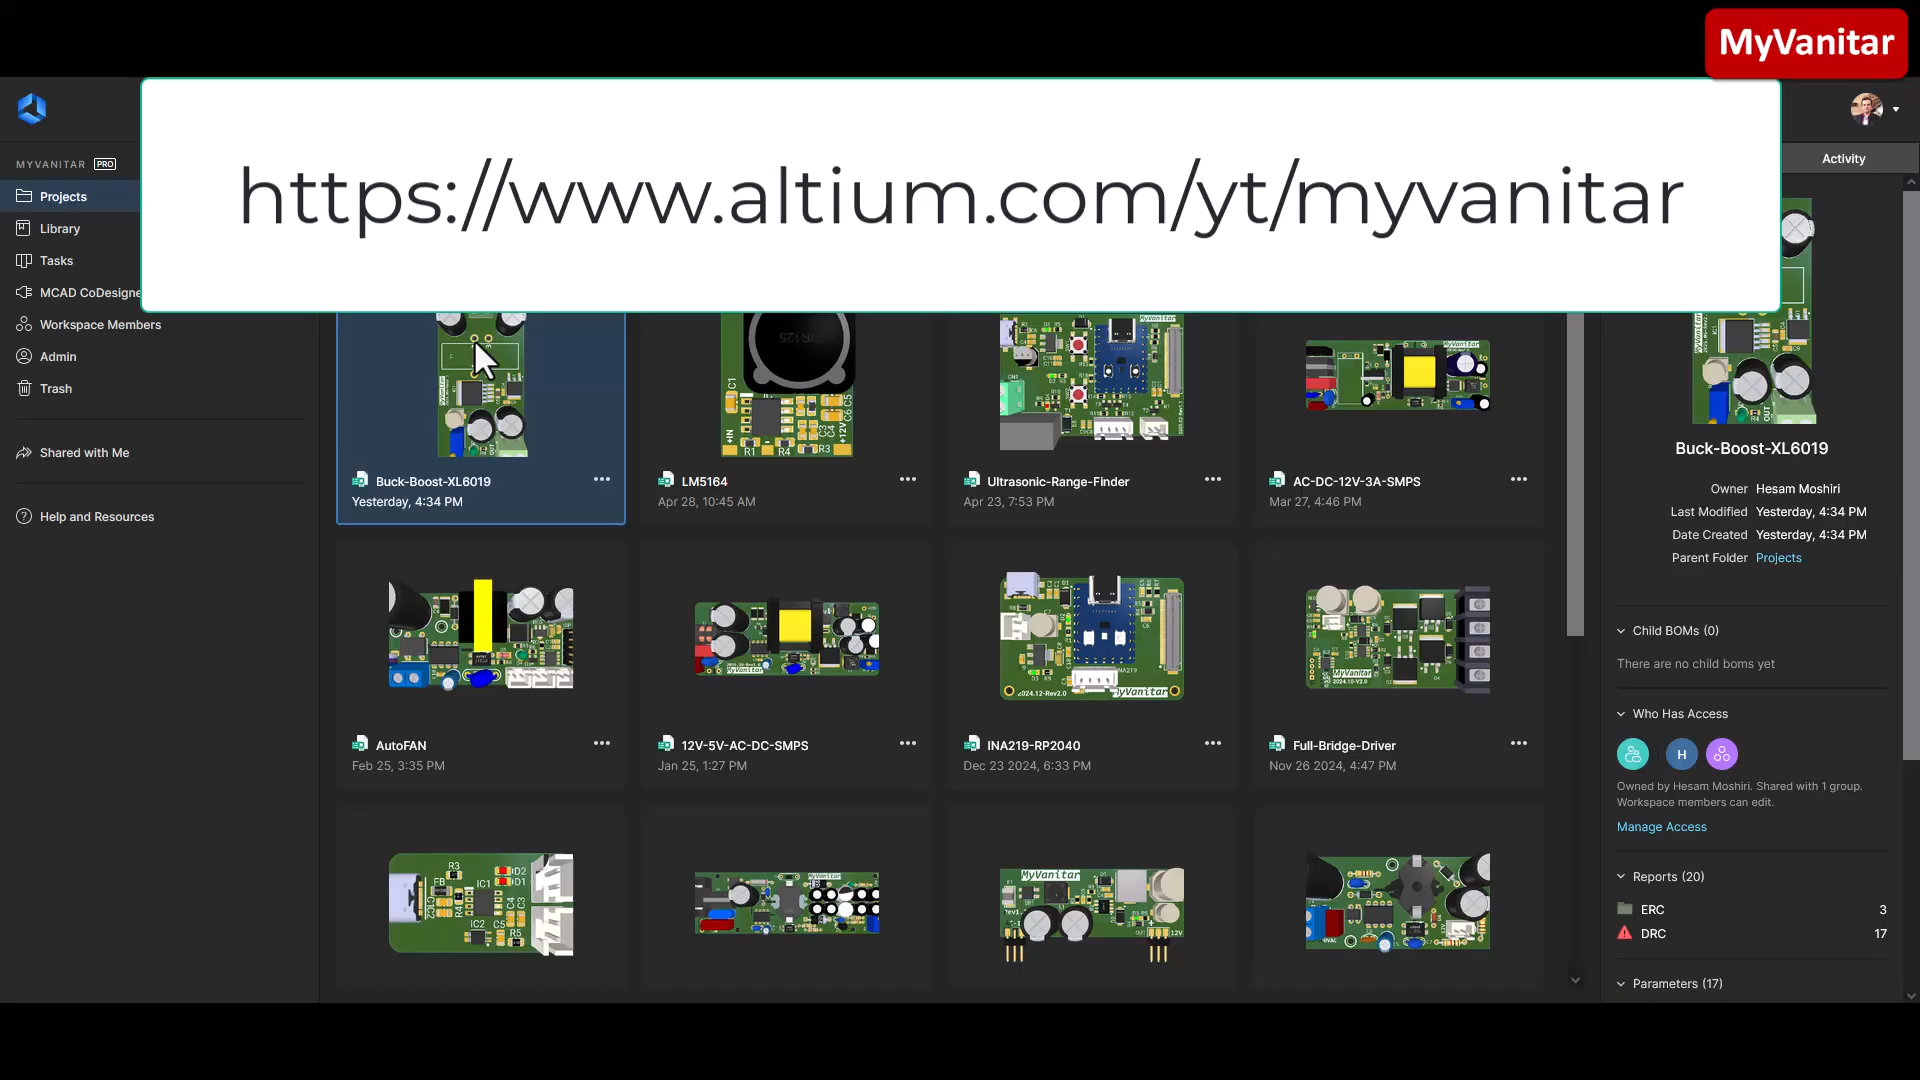 MyVanitar
https://www.altium.com/yt/myvanitar
MYVANITAR PRO
Projects
Library
Tasks
MCAD CoDesigne
Workspace Members
Admin
Trash
Shared with Me
Help and Resources
Buck-Boost-XL6019
Yesterday, 4:34 PM
LM5164
Apr 28, 10:45 AM
Ultrasonic-Range-Finder
Apr 23, 7:53 PM
AC-DC-12V-3A-SMPS
Mar 27, 4:46 PM
AutoFAN
Feb 25, 3:35 PM
12V-5V-AC-DC-SMPS
Jan 25, 1:27 PM
INA219-RP2040
Dec 23 2024, 6:33 PM
Full-Bridge-Driver
Nov 26 2024, 4:47 PM
Activity
Buck-Boost-XL6019
Owner Hesam Moshiri
Last Modified Yesterday, 4:34 PM
Date Created Yesterday, 4:34 PM
Parent Folder Projects
Child BOMs (0)
There are no child boms yet
Who Has Access
H
Owned by Hesam Moshiri. Shared with 1 group.
Workspace members can edit.
Manage Access
Reports (20)
ERC 3
DRC 17
Parameters (17)